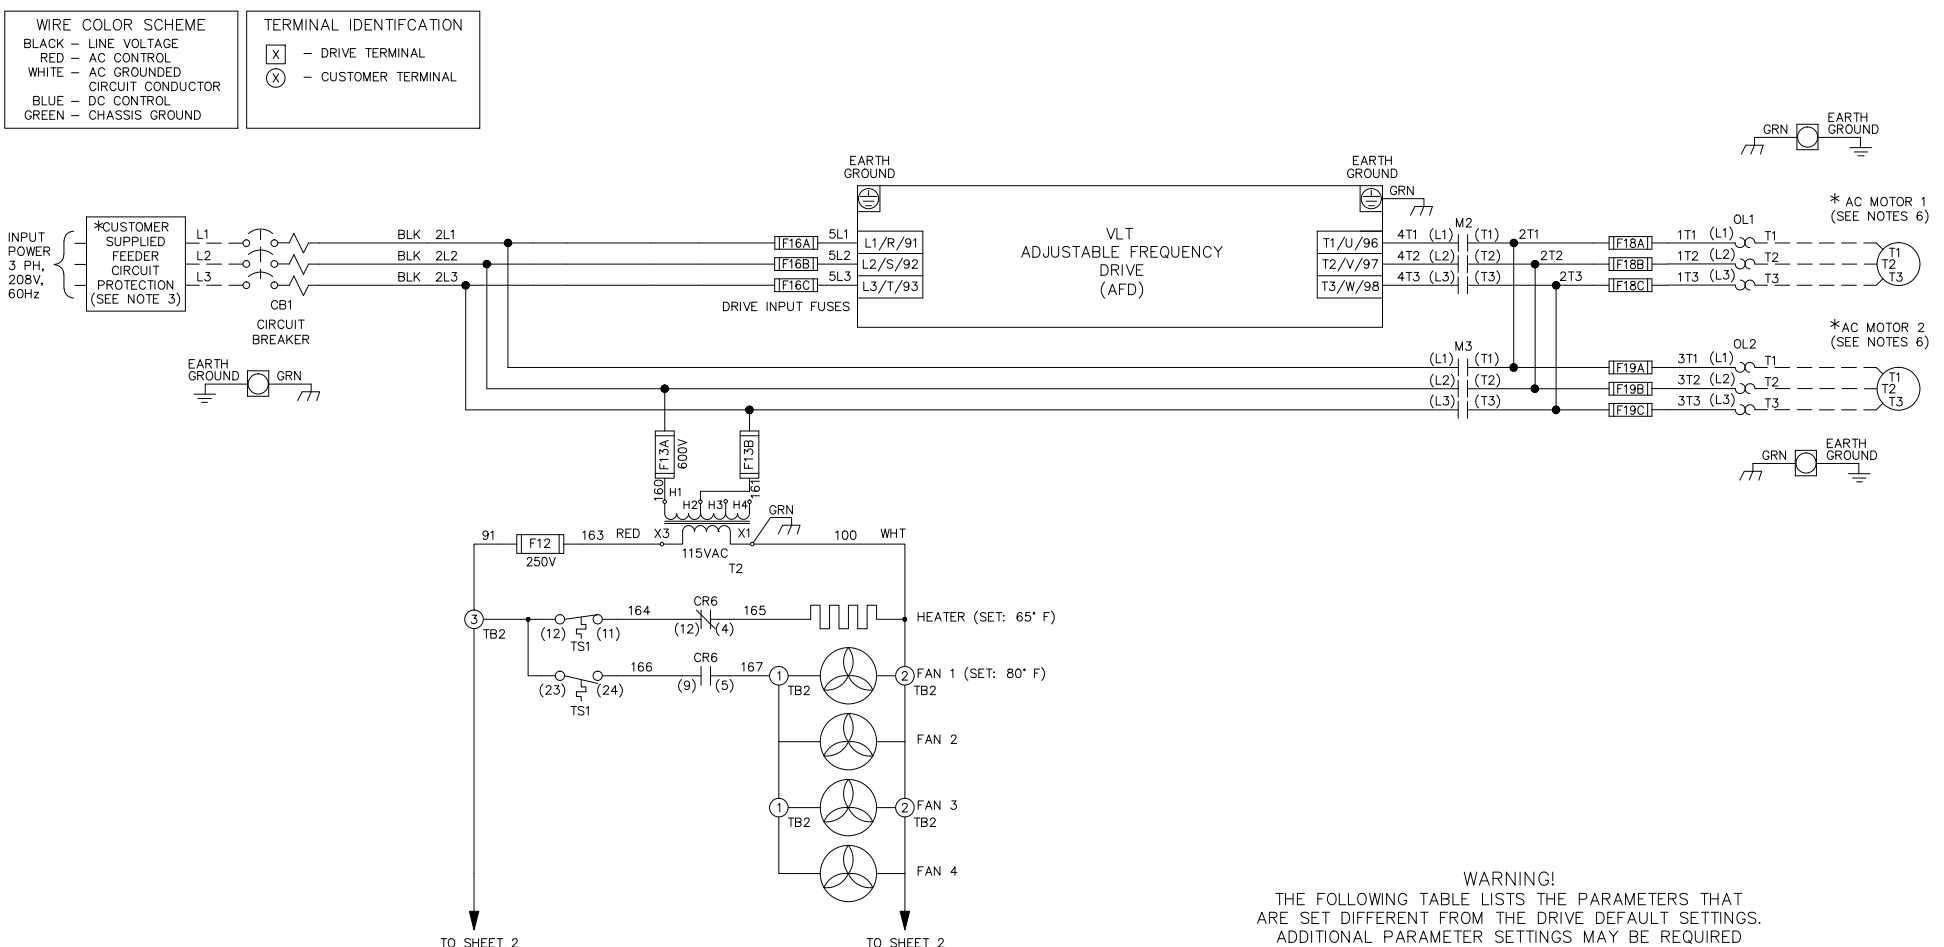 WIRE COLOR SCHEME
BLACK – LINE VOLTAGE
RED – AC CONTROL
WHITE – AC GROUNDED
CIRCUIT CONDUCTOR
BLUE – DC CONTROL
GREEN – CHASSIS GROUND
TERMINAL IDENTIFCATION
X – DRIVE TERMINAL
X – CUSTOMER TERMINAL
INPUT
POWER
3 PH,
208V,
60Hz
*CUSTOMER
SUPPLIED
FEEDER
CIRCUIT
PROTECTION
(SEE NOTE 3)
L1
L2
L3
CB1
CIRCUIT
BREAKER
BLK 2L1
BLK 2L2
BLK 2L3
EARTH
GROUND
GRN
F16A
F16B
F16C
5L1
5L2
5L3
DRIVE INPUT FUSES
EARTH
GROUND
L1/R/91
L2/S/92
L3/T/93
VLT
ADJUSTABLE FREQUENCY
DRIVE
(AFD)
EARTH
GROUND
GRN
T1/U/96
T2/V/97
T3/W/98
4T1 (L1)
4T2 (L2)
4T3 (L3)
M2
(T1)
(T2)
(T3)
2T1
2T2
2T3
F18A
F18B
F18C
1T1 (L1)
1T2 (L2)
1T3 (L3)
OL1
T1
T2
T3
GRN
EARTH
GROUND
* AC MOTOR 1
(SEE NOTES 6)
T1
T2
T3
M3
(L1) (T1)
(L2) (T2)
(L3) (T3)
F19A
F19B
F19C
3T1 (L1)
3T2 (L2)
3T3 (L3)
OL2
T1
T2
T3
*AC MOTOR 2
(SEE NOTES 6)
T1
T2
T3
GRN
EARTH
GROUND
F13A
600V
F13B
160
161
H1
H2
H3
H4
GRN
91
F12
250V
163
RED
X3
X1
115VAC
T2
100
WHT
3
TB2
(12)
(11)
TS1
164
CR6
(12)
(4)
165
HEATER (SET: 65° F)
(23)
(24)
TS1
166
CR6
(9)
(5)
167
1
TB2
2
TB2
FAN 1 (SET: 80° F)
FAN 2
1
TB2
2
TB2
FAN 3
FAN 4
TO SHEET 2
TO SHEET 2
WARNING!
THE FOLLOWING TABLE LISTS THE PARAMETERS THAT
ARE SET DIFFERENT FROM THE DRIVE DEFAULT SETTINGS.
ADDITIONAL PARAMETER SETTINGS MAY BE REQUIRED